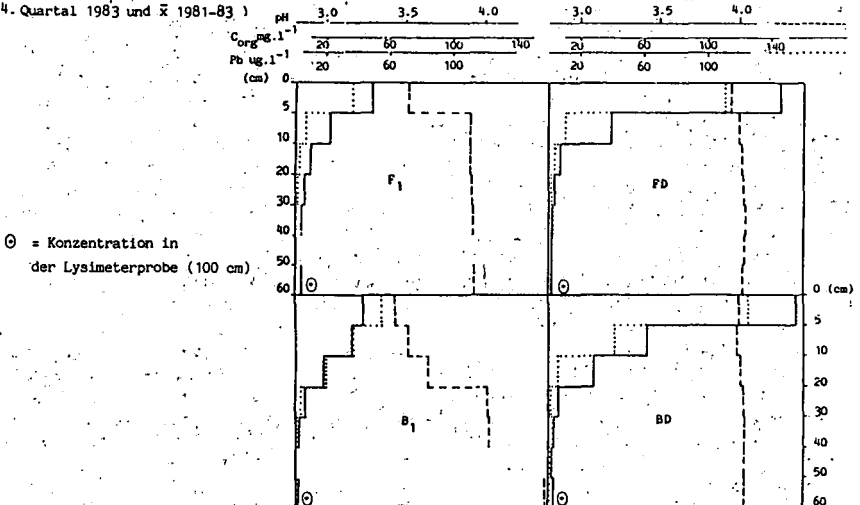 4. Quartal 1983 und x̄ 1981-83 )
pH 3.0 3.5 4.0 3.0 3.5 4.0
C_org mg.l⁻¹ 20 60 100 140 20 60 100 140
Pb ug.l⁻¹ 20 60 100 20 60 100
(cm) 0
5
10
20
30
40
50
60
F₁
FD
⊙ = Konzentration in
der Lysimeterprobe (100 cm)
0 (cm)
5
10
20
30
40
50
60
B₁
BD